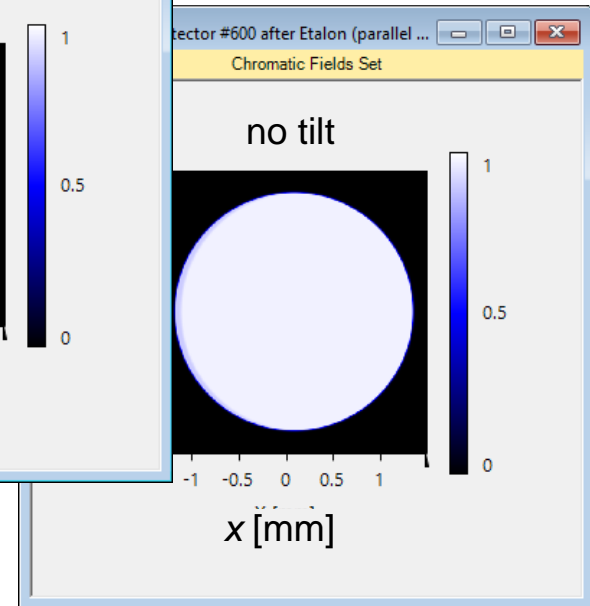 tector #600 after Etalon (parallel ...
Chromatic Fields Set
no tilt
1
0.5
0
1
0.5
0
-1 -0.5 0 0.5 1
x [mm]